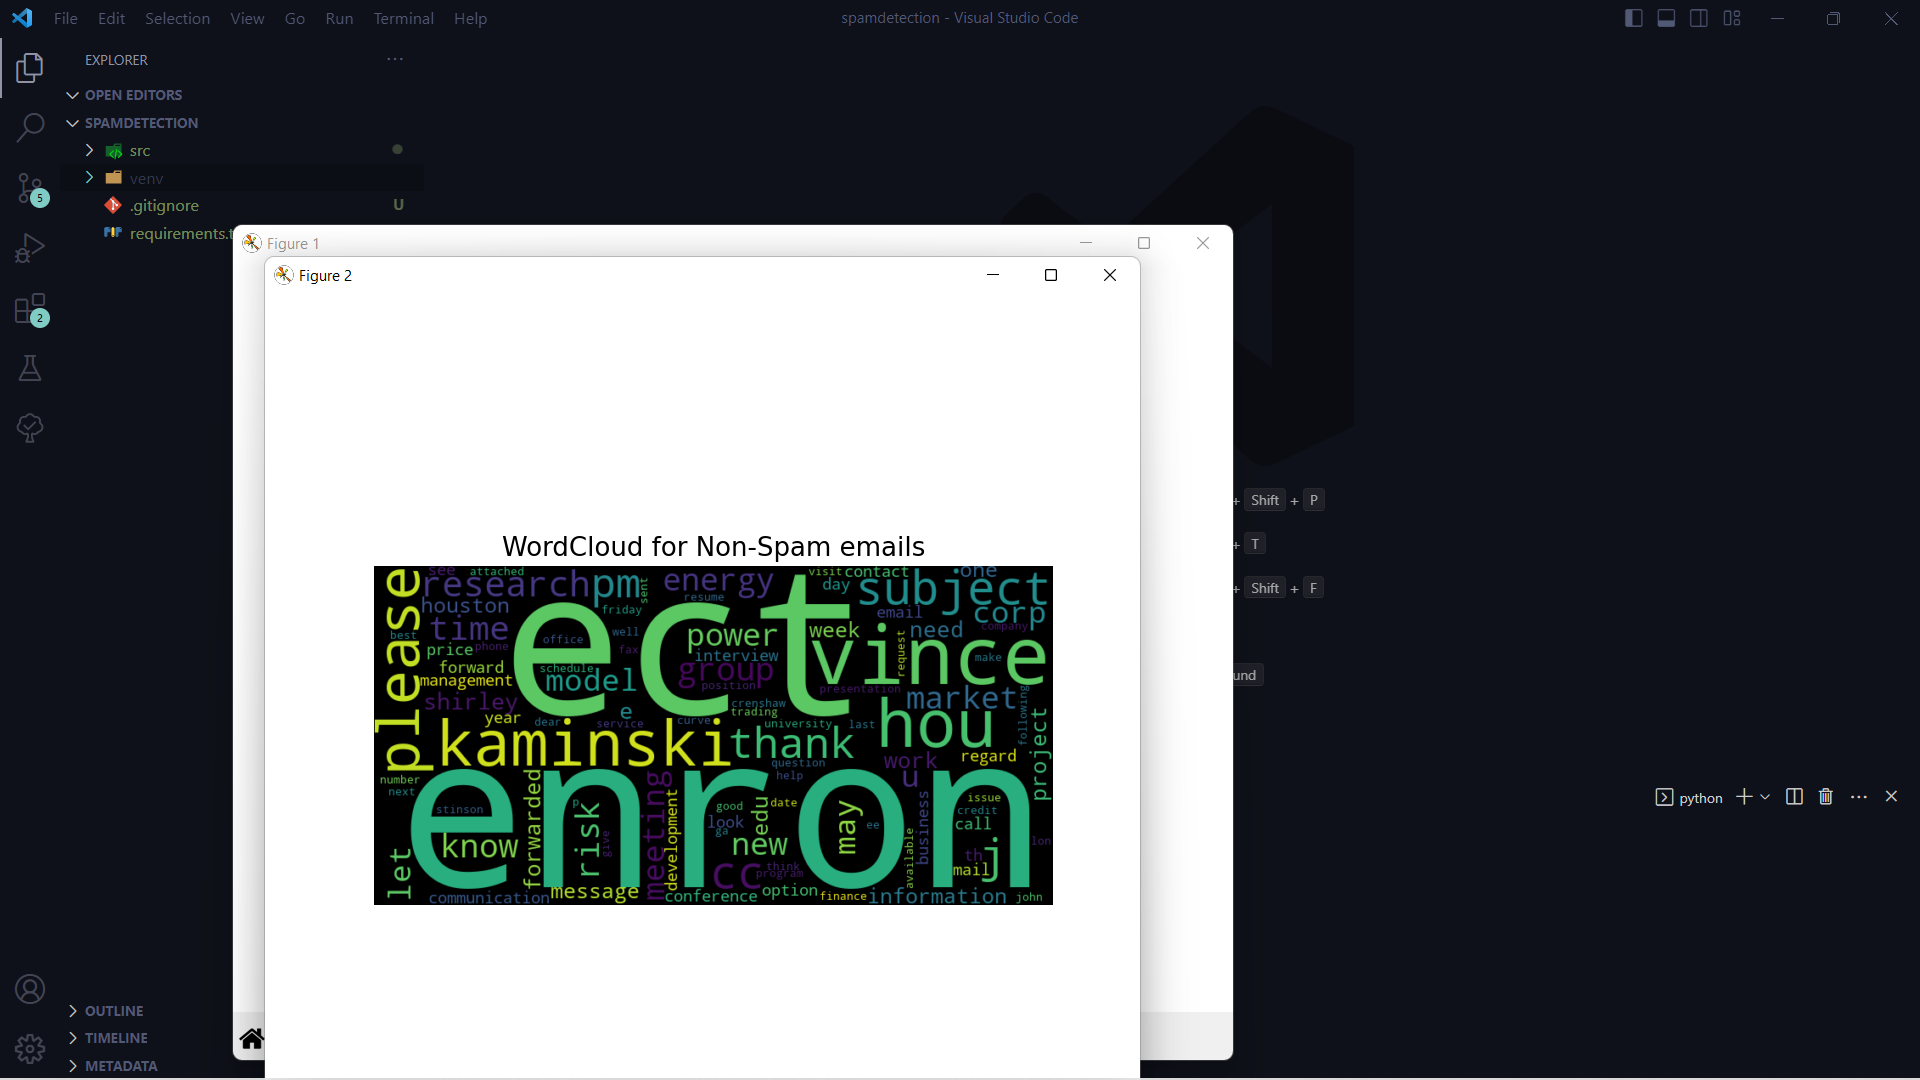 File Edit Selection View Go Run Terminal Help
spamdetection - Visual Studio Code
EXPLORER
OPEN EDITORS
SPAMDETECTION
src
venv
.gitignore U
requirements.t
5
2
OUTLINE
TIMELINE
METADATA
Figure 1
Figure 2
WordCloud for Non-Spam emails
please
see
attached
research
pm
sent
energy
resume
visit
contact
day
subject
one
houston
friday
email
corp
company
time
best
phone
office
well
fax
power
week
need
request
vince
ect
price
forward
management
schedule
model
interview
group
position
presentation
make
market
following
shirley
year
dear
e
service
curve
crenshaw
trading
university
last
hou
kaminski
thank
question
help
work
u
regard
project
number
next
stinson
enron
know
let
forwarded
p
risk
give
meeting
development
good
look
ga
edu
date
new
may
ee
cc
think
program
business
available
issue
credit
call
th
j
mail
lon
communication
message
conference
option
finance
information
john
+ Shift + P
+ T
+ Shift + F
und
python